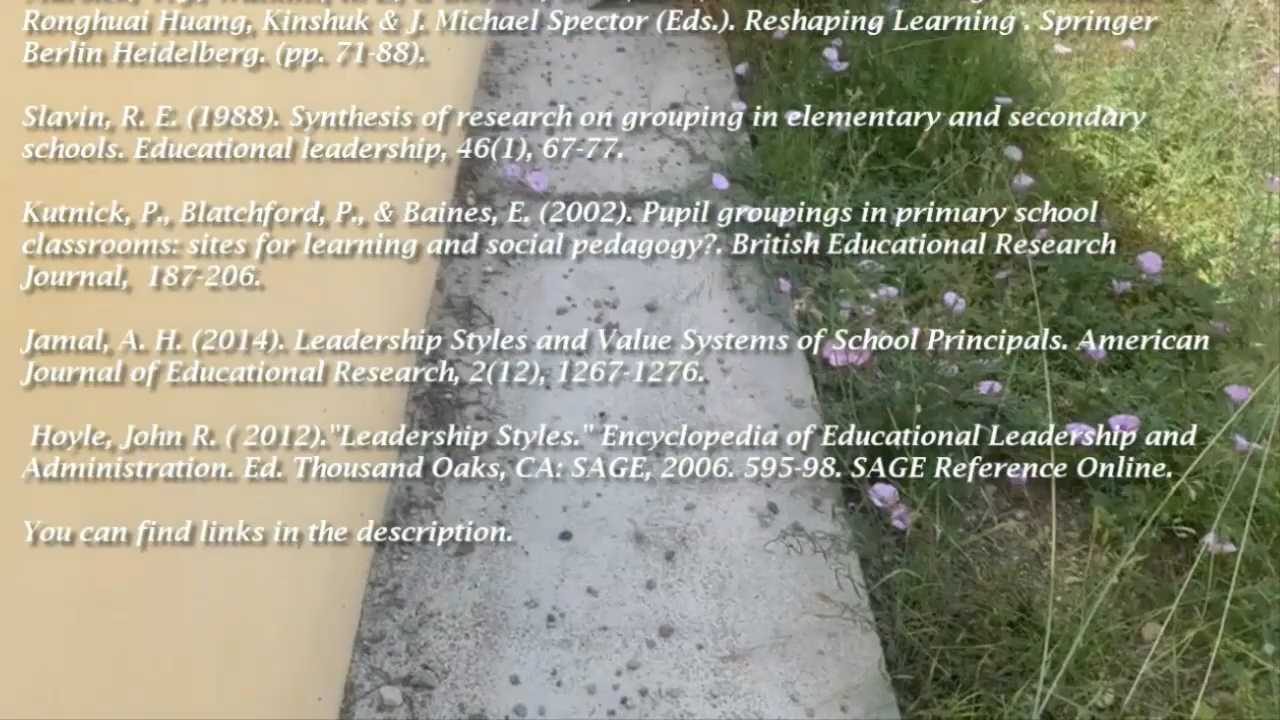 Ronghuai Huang, Kinshuk & J. Michael Spector (Eds.). Reshaping Learning . Springer
Berlin Heidelberg. (pp. 71-88).
Slavin, R. E. (1988). Synthesis of research on grouping in elementary and secondary
schools. Educational leadership, 46(1), 67-77.
Kutnick, P., Blatchford, P., & Baines, E. (2002). Pupil groupings in primary school
classrooms: sites for learning and social pedagogy?. British Educational Research
Journal,  187-206.
Jamal, A. H. (2014). Leadership Styles and Value Systems of School Principals. American
Journal of Educational Research, 2(12), 1267-1276.
Hoyle, John R. ( 2012)."Leadership Styles." Encyclopedia of Educational Leadership and
Administration. Ed. Thousand Oaks, CA: SAGE, 2006. 595-98. SAGE Reference Online.
You can find links in the description.